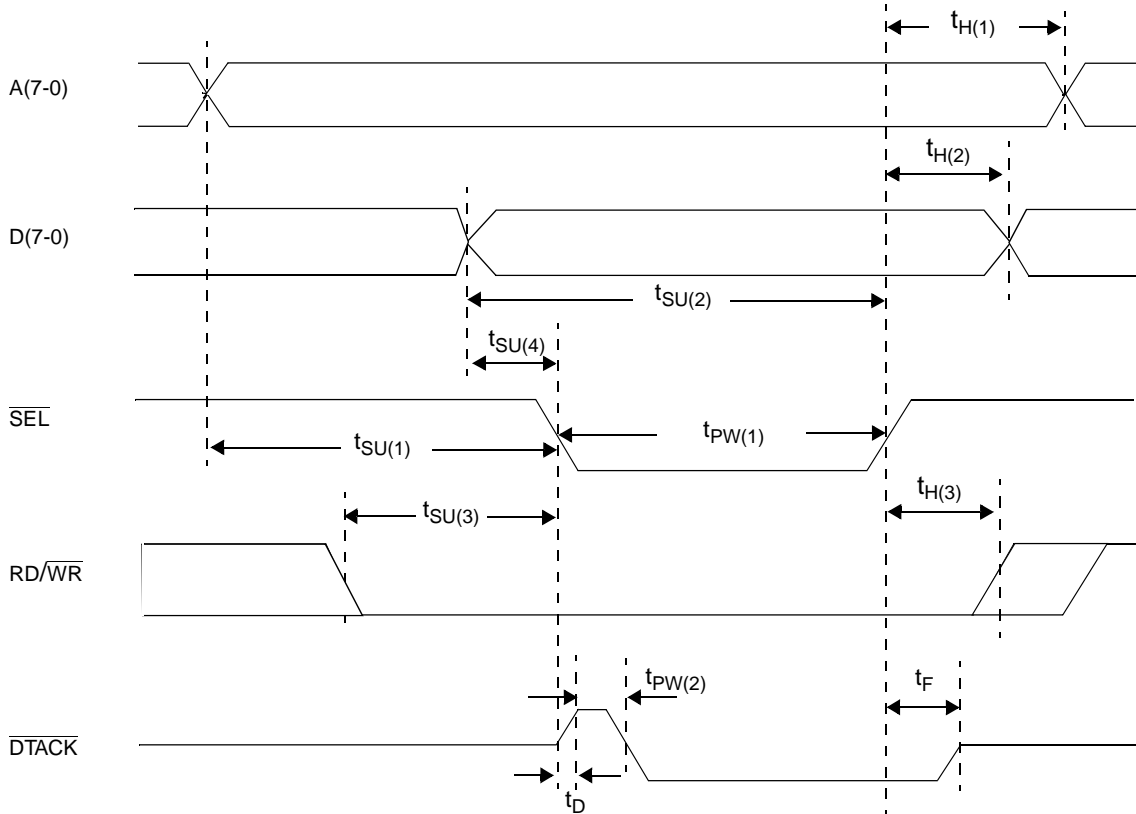 tH(1)
A(7-0)
tH(2)
D(7-0)
tSU(2)
tSU(4)
SEL
tPW(1)
tSU(1)
tH(3)
tSU(3)
RD/WR
tPW(2)
tF
DTACK
tD